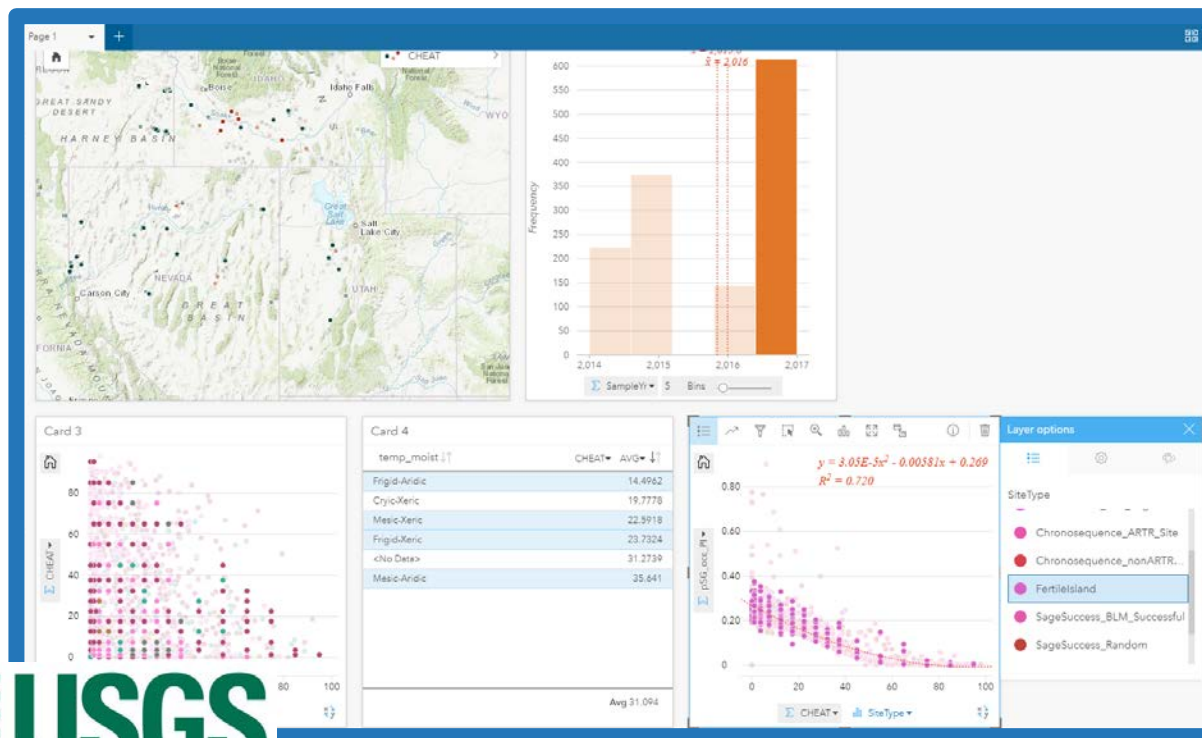 Page 1
CHEAT
Boise
IDAHO
Idaho Falls
GREAT SANDY
DESERT
HARNEY BASIN
WYO
Great
Salt
Lake
Salt
Lake City
NEVADA
UTAH
Carson City
GREAT
BASIN
x̃ = 2,016
600
550
500
450
400
350
300
250
200
150
100
50
0
Frequency
2,014 2,015 2,016 2,017
Σ SampleYr 5 Bins
Card 3
80
60
40
20
0
CHEAT
80 100
Card 4
temp_moist CHEAT AVG
Frigid-Aridic 14.4962
Cryic-Xeric 19.7778
Mesic-Xeric 22.5918
Frigid-Xeric 23.7324
<No Data> 31.2739
Mesic-Aridic 35.641
Avg 31.094
y = 3.05E-5x² - 0.00581x + 0.269
R² = 0.720
0.80
0.60
0.40
0.20
0
pSG_occ_PI
0 20 40 60 80 100
Σ CHEAT SiteType
Layer options
SiteType
Chronosequence_ARTR_Site
Chronosequence_nonARTR...
FertileIsland
SageSuccess_BLM_Successful
SageSuccess_Random
USGS